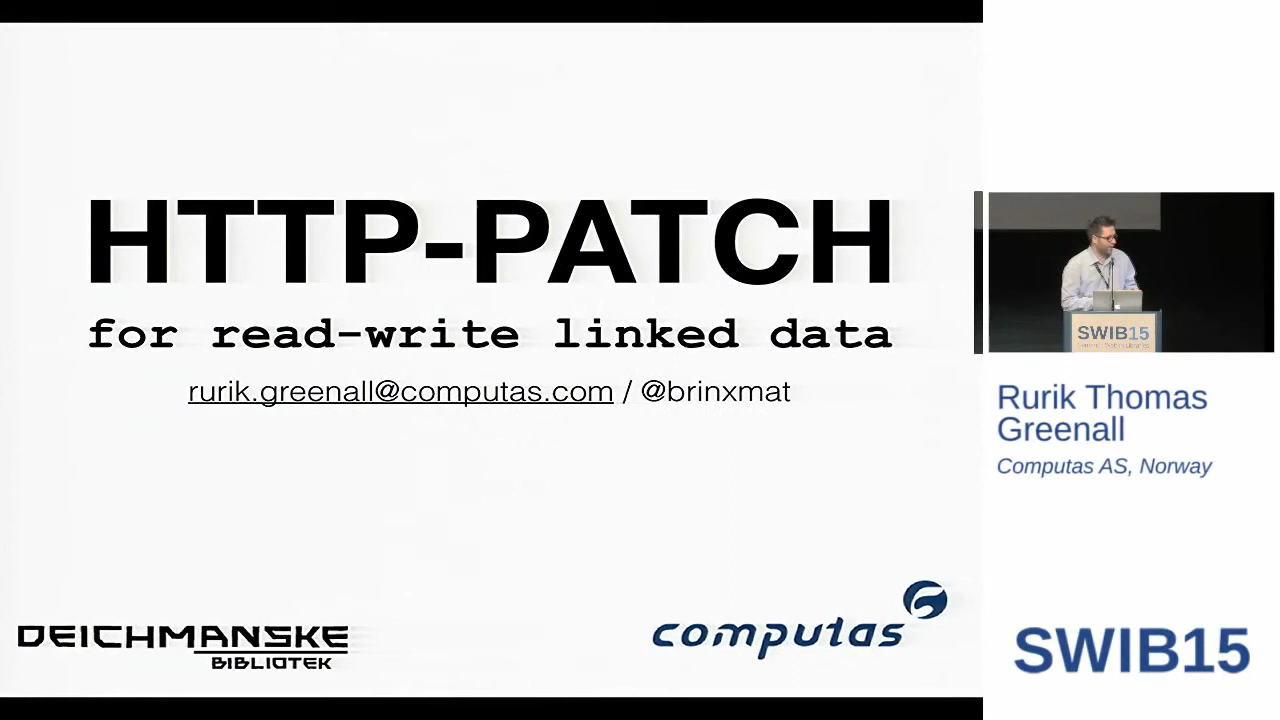 HTTP-PATCH
for read-write linked data
rurik.greenall@computas.com / @brinxmat
DEICHMANSKE
BIBLIOTEK
computas
SWIB15
Rurik Thomas
Greenall
Computas AS, Norway
SWIB15